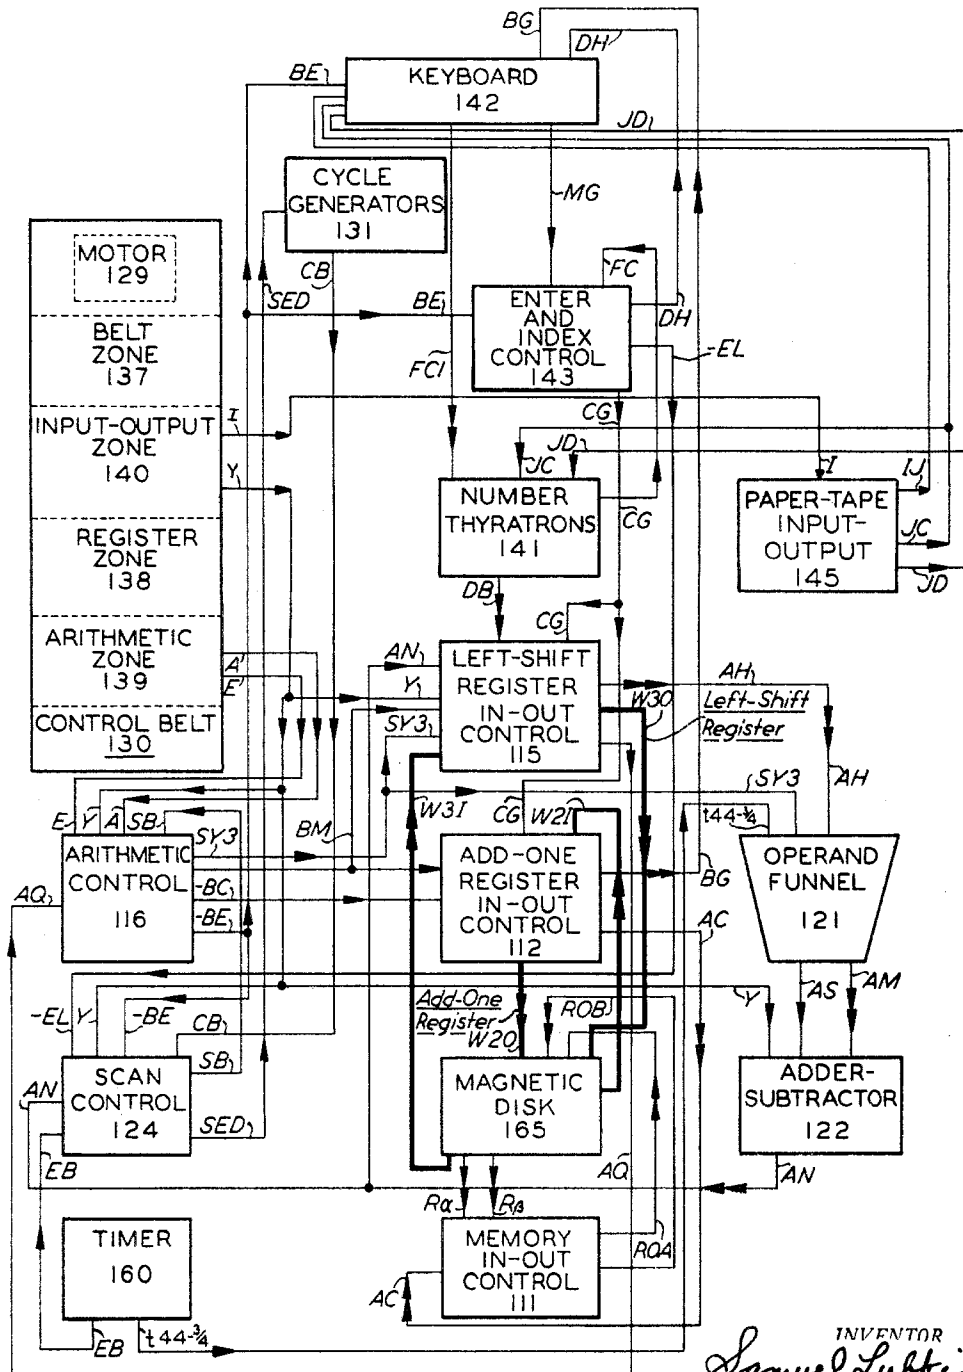 BG
DH
BE
KEYBOARD
142
JD
CYCLE
GENERATORS
131
MG
MOTOR
129
SED
CB
FC
BE
ENTER
AND
INDEX
CONTROL
143
DH
-EL
BELT
ZONE
137
FCI
CG
INPUT-OUTPUT
ZONE
140
I
JD
JC
I
IJ
Y
NUMBER
THYRATRONS
141
CG
PAPER-TAPE
INPUT-
OUTPUT
145
JC
JD
REGISTER
ZONE
138
DB
CG
ARITHMETIC
ZONE
139
A
E
AN
LEFT-SHIFT
REGISTER
IN-OUT
CONTROL
115
AH
Y
W30
Left-Shift
Register
CONTROL BELT
130
SY3
SY3
AH
W31
CG
W21
t44-¾
E
Y
A
SB
BM
SY3
ARITHMETIC
CONTROL
116
ADD-ONE
REGISTER
IN-OUT
CONTROL
112
OPERAND
FUNNEL
121
BG
AQ
-BC
-BE
AC
AS
AM
Add-One
Register
W20
ROB
Y
-EL
Y
-BE
CB
SB
SCAN
CONTROL
124
MAGNETIC
DISK
165
ADDER-
SUBTRACTOR
122
AN
SED
EB
AQ
AN
Rα
Rβ
TIMER
160
MEMORY
IN-OUT
CONTROL
111
ROA
AC
EB
t44-¾
INVENTOR
Samuel Lubkin